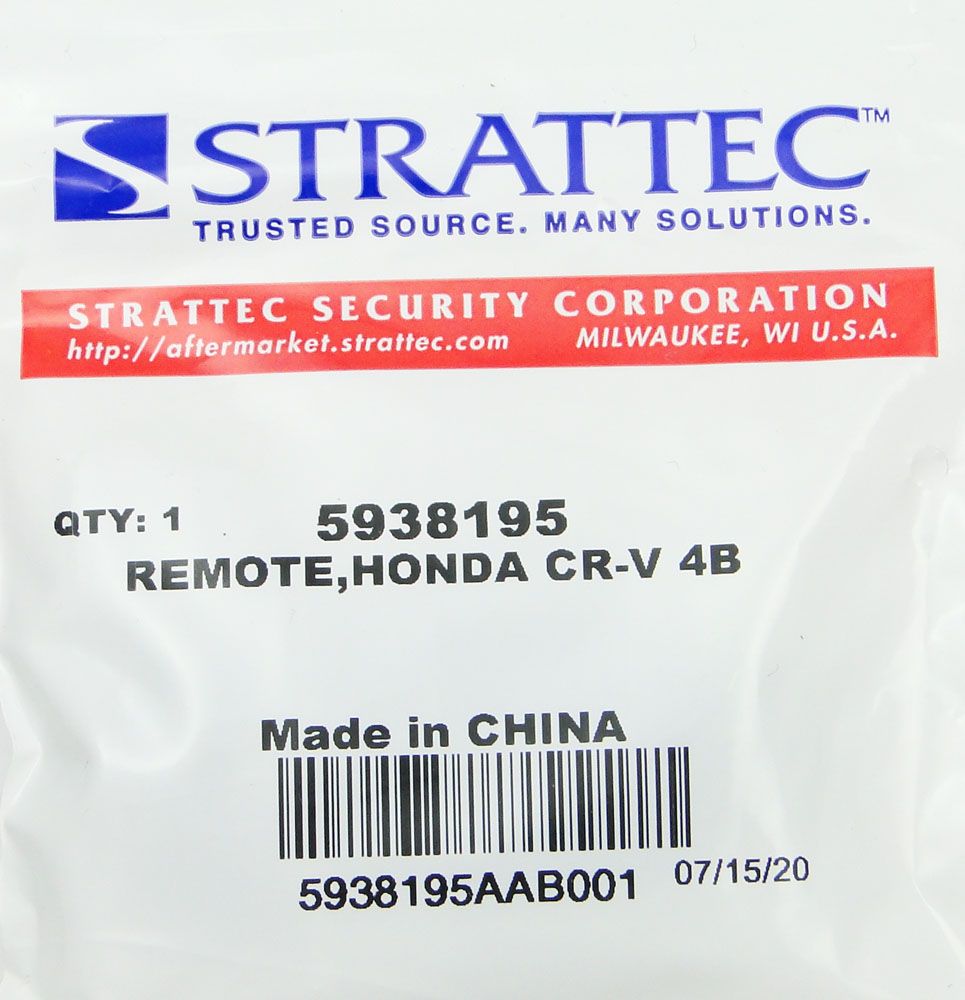 STRATTEC™
TRUSTED SOURCE. MANY SOLUTIONS.
STRATTEC SECURITY CORPORATION
http://aftermarket.strattec.com MILWAUKEE, WI U.S.A.
QTY: 1 5938195
REMOTE,HONDA CR-V 4B
Made in CHINA
5938195AAB001 07/15/20